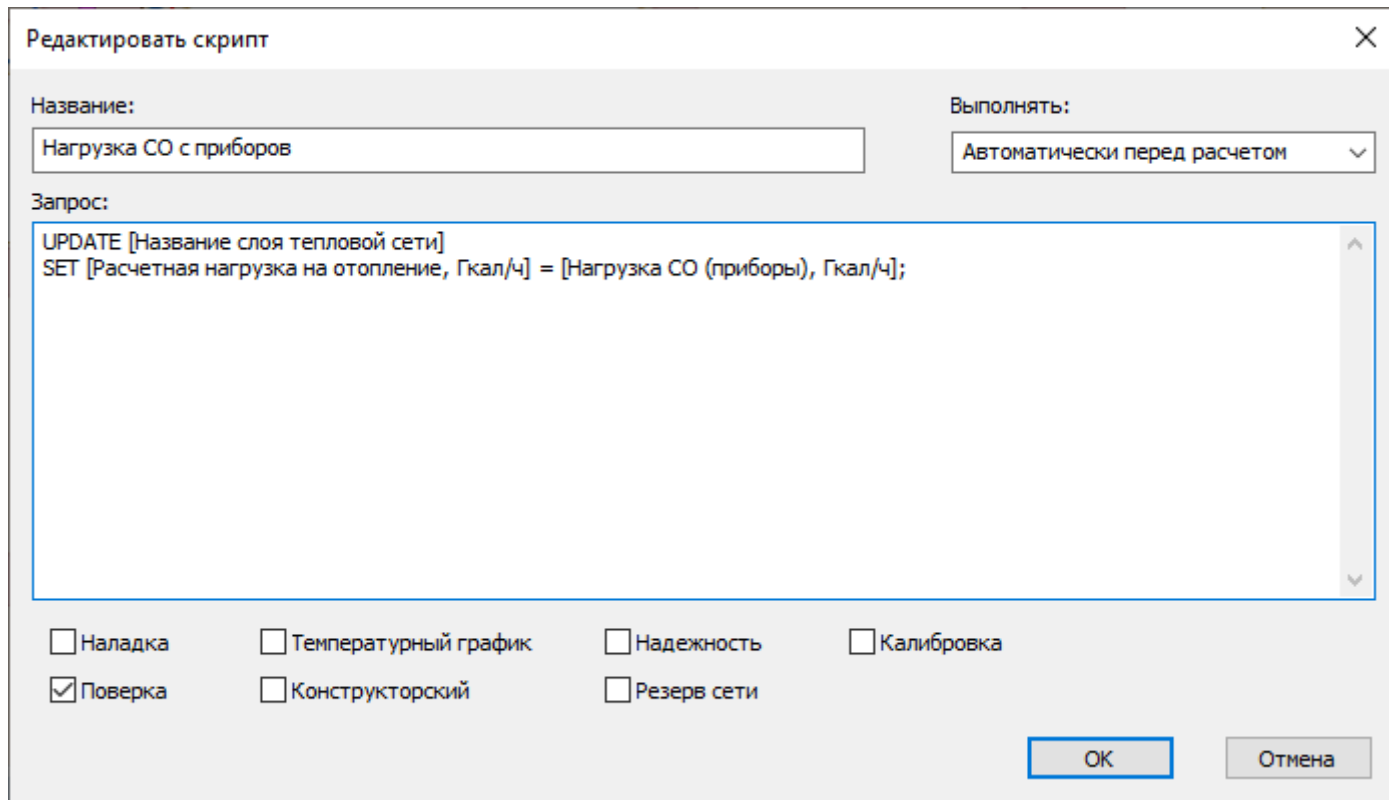 Редактировать скрипт
Название:
Выполнять:
Нагрузка СО с приборов
Автоматически перед расчетом
Запрос:
UPDATE [Название слоя тепловой сети]
SET [Расчетная нагрузка на отопление, Гкал/ч] = [Нагрузка СО (приборы), Гкал/ч];
Наладка
Температурный график
Надежность
Калибровка
Поверка
Конструкторский
Резерв сети
ОК
Отмена